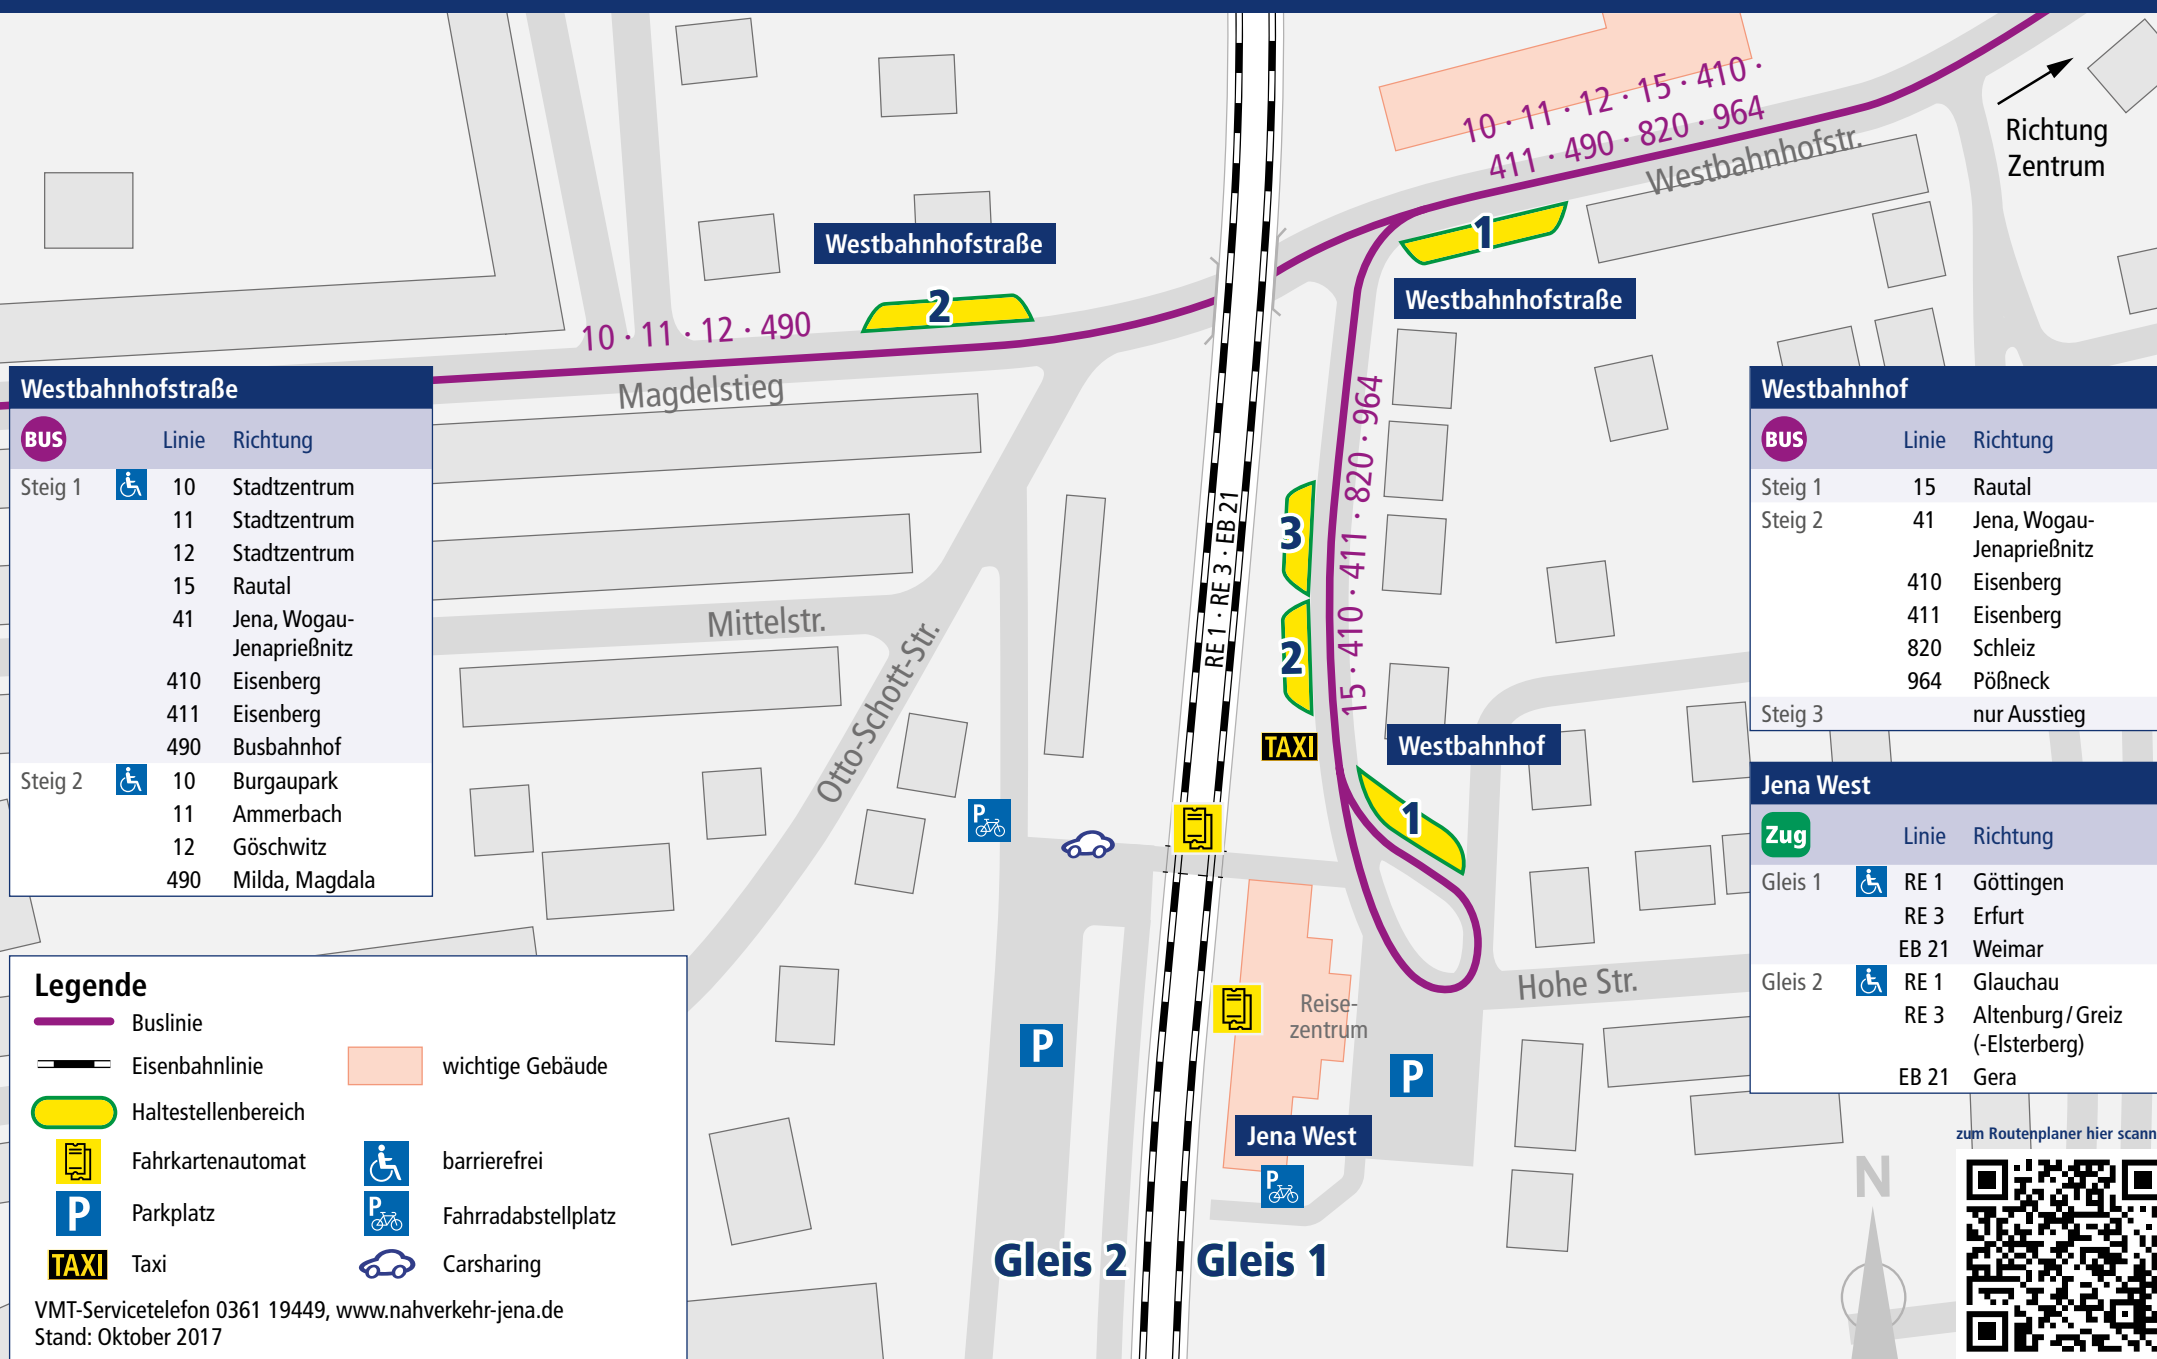 10 · 11 · 12 · 15 · 410 ·
411 · 490 · 820 · 964
Westbahnhofstr.
Richtung
Zentrum
Westbahnhofstraße
2
1
Westbahnhofstraße
10 · 11 · 12 · 490
Magdelstieg
Mittelstr.
Otto-Schott-Str.
RE 1 · RE 3 · EB 21
15 · 410 · 411 · 820 · 964
3
2
TAXI
Westbahnhof
1
P
Hohe Str.
Reise-
zentrum
P
P
Jena West
P
Gleis 2
Gleis 1
N
Westbahnhofstraße
BUS Linie Richtung
Steig 1 10 Stadtzentrum
11 Stadtzentrum
12 Stadtzentrum
15 Rautal
41 Jena, Wogau-
Jenaprießnitz
410 Eisenberg
411 Eisenberg
490 Busbahnhof
Steig 2 10 Burgaupark
11 Ammerbach
12 Göschwitz
490 Milda, Magdala
Westbahnhof
BUS Linie Richtung
Steig 1 15 Rautal
Steig 2 41 Jena, Wogau-
Jenaprießnitz
410 Eisenberg
411 Eisenberg
820 Schleiz
964 Pößneck
Steig 3 nur Ausstieg
Jena West
Zug Linie Richtung
Gleis 1 RE 1 Göttingen
RE 3 Erfurt
EB 21 Weimar
Gleis 2 RE 1 Glauchau
RE 3 Altenburg / Greiz
(-Elsterberg)
EB 21 Gera
zum Routenplaner hier scann
Legende
Buslinie
Eisenbahnlinie
wichtige Gebäude
Haltestellenbereich
Fahrkartenautomat
barrierefrei
P Parkplatz
P Fahrradabstellplatz
TAXI Taxi
Carsharing
VMT-Servicetelefon 0361 19449, www.nahverkehr-jena.de
Stand: Oktober 2017